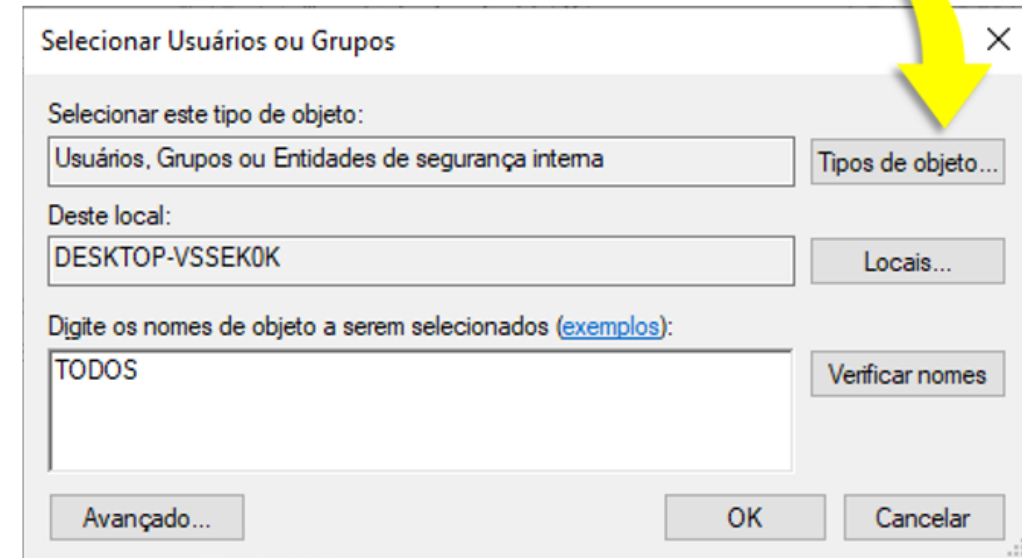 Selecionar Usuários ou Grupos
Selecionar este tipo de objeto:
Usuários, Grupos ou Entidades de segurança interna
Tipos de objeto...
Deste local:
DESKTOP-VSSEK0K
Locais...
Digite os nomes de objeto a serem selecionados (exemplos):
TODOS
Verificar nomes
Avançado...
OK
Cancelar